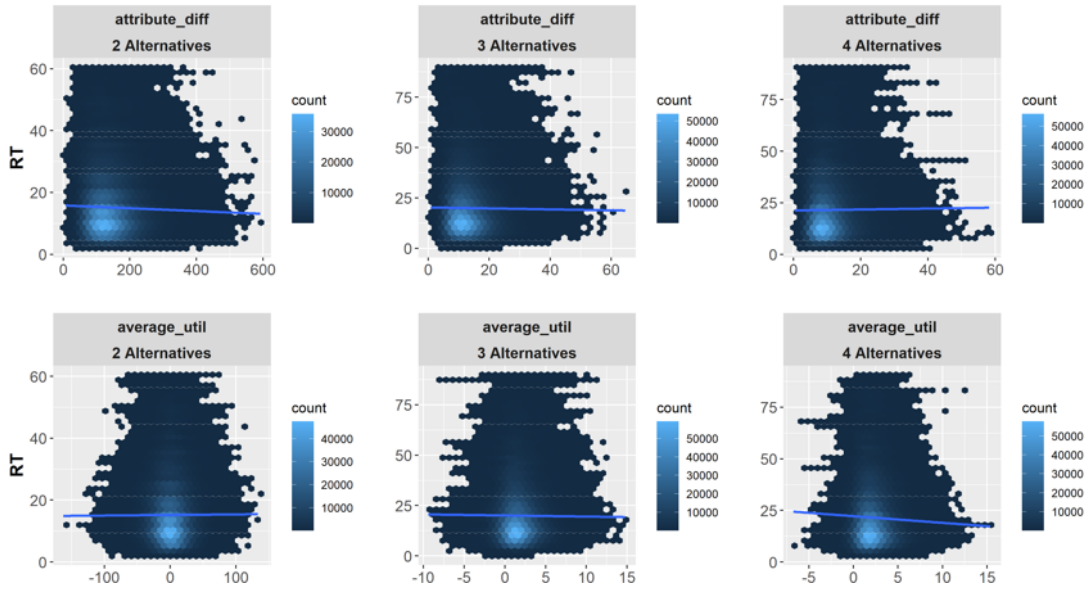 attribute_diff
2 Alternatives
60
40
20
0
RT
0 200 400 600
count
30000
20000
10000
attribute_diff
3 Alternatives
75
50
25
0
0 20 40 60
count
50000
40000
30000
20000
10000
attribute_diff
4 Alternatives
75
50
25
0
0 20 40 60
count
50000
40000
30000
20000
10000
average_util
2 Alternatives
60
40
20
0
RT
-100 0 100
count
40000
30000
20000
10000
average_util
3 Alternatives
75
50
25
0
-10 -5 0 5 10 15
count
50000
40000
30000
20000
10000
average_util
4 Alternatives
75
50
25
0
-5 0 5 10 15
count
50000
40000
30000
20000
10000